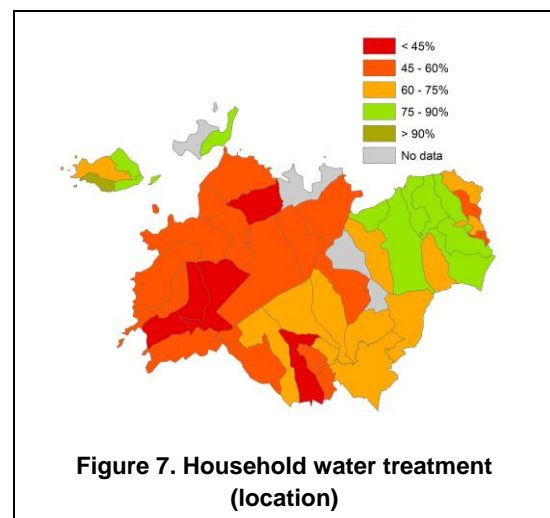 < 45%
45 - 60%
60 - 75%
75 - 90%
> 90%
No data
Figure 7. Household water treatment
(location)